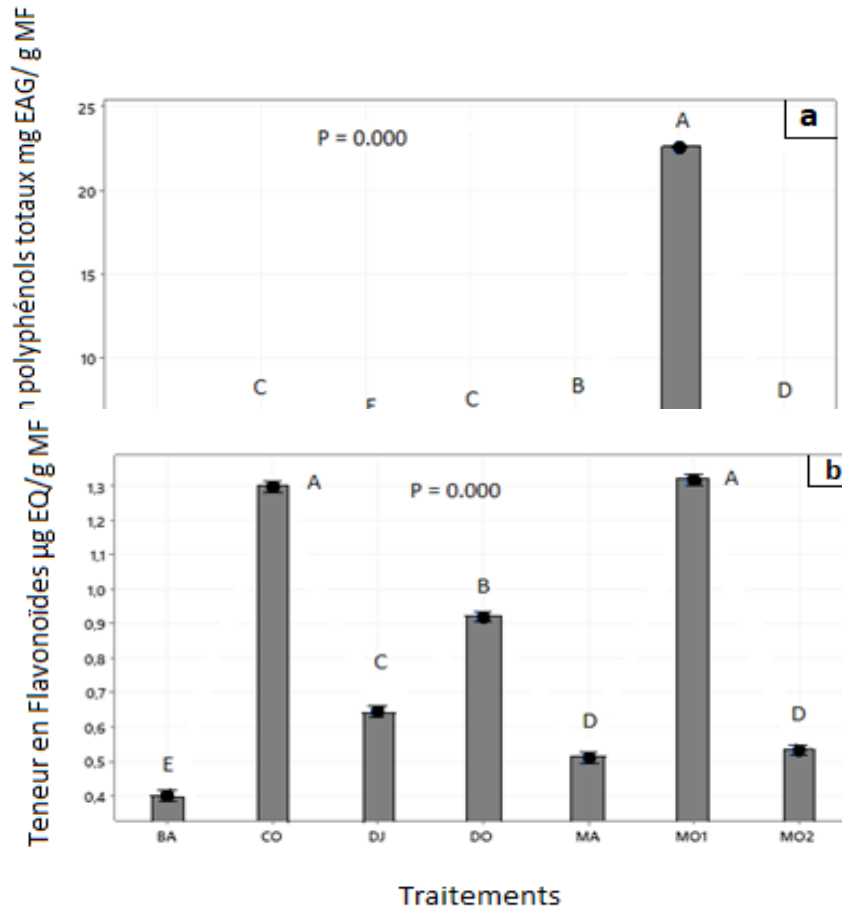 polyphénols totaux mg EAG/ g MF
a
P = 0.000
A
25
20
15
10
C
C
B
D
Teneur en Flavonoïdes µg EQ/g MF
b
P = 0.000
A
A
B
C
D
D
E
1,3
1,2
1,1
1,0
0,9
0,8
0,7
0,6
0,5
0,4
BA CO DJ DO MA MO1 MO2
Traitements